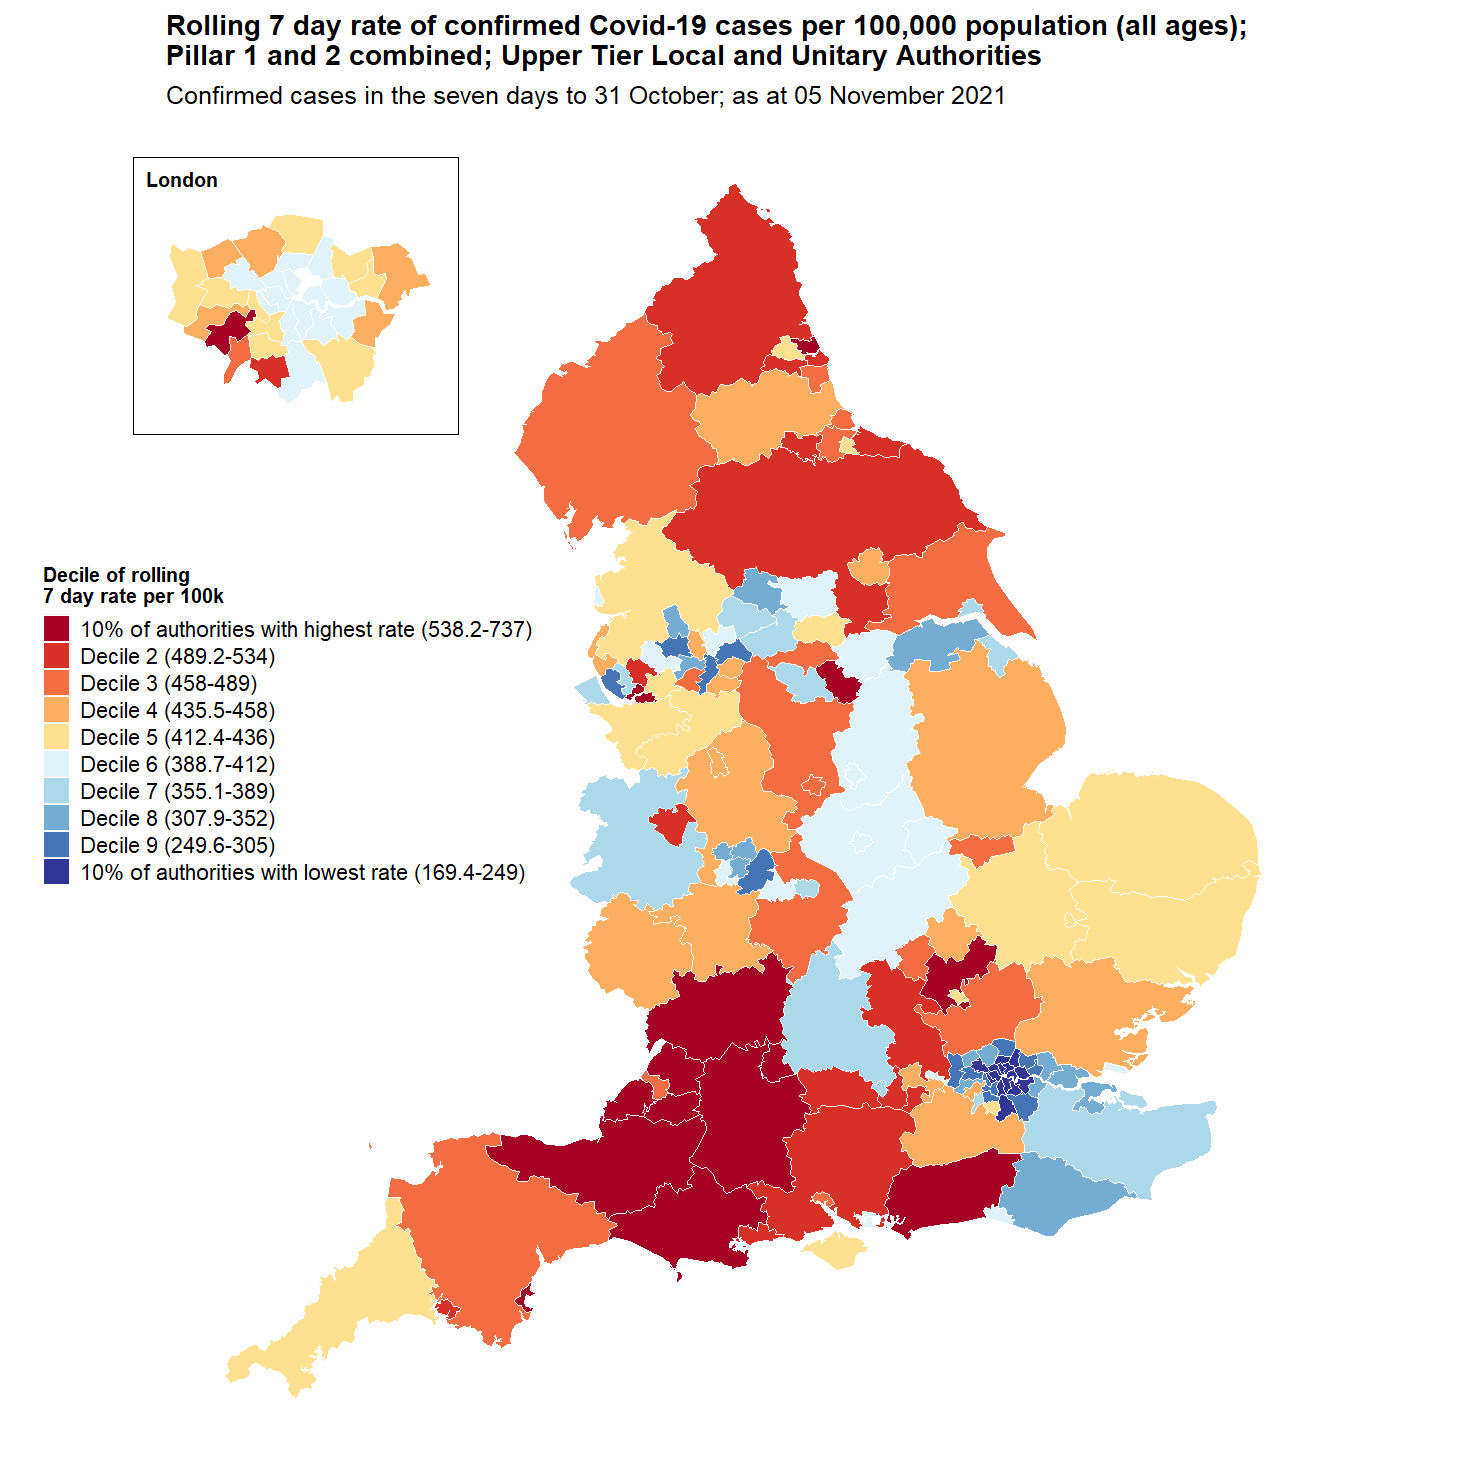 Rolling 7 day rate of confirmed Covid-19 cases per 100,000 population (all ages);
Pillar 1 and 2 combined; Upper Tier Local and Unitary Authorities
Confirmed cases in the seven days to 31 October; as at 05 November 2021
London
Decile of rolling
7 day rate per 100k
10% of authorities with highest rate (538.2-737)
Decile 2 (489.2-534)
Decile 3 (458-489)
Decile 4 (435.5-458)
Decile 5 (412.4-436)
Decile 6 (388.7-412)
Decile 7 (355.1-389)
Decile 8 (307.9-352)
Decile 9 (249.6-305)
10% of authorities with lowest rate (169.4-249)